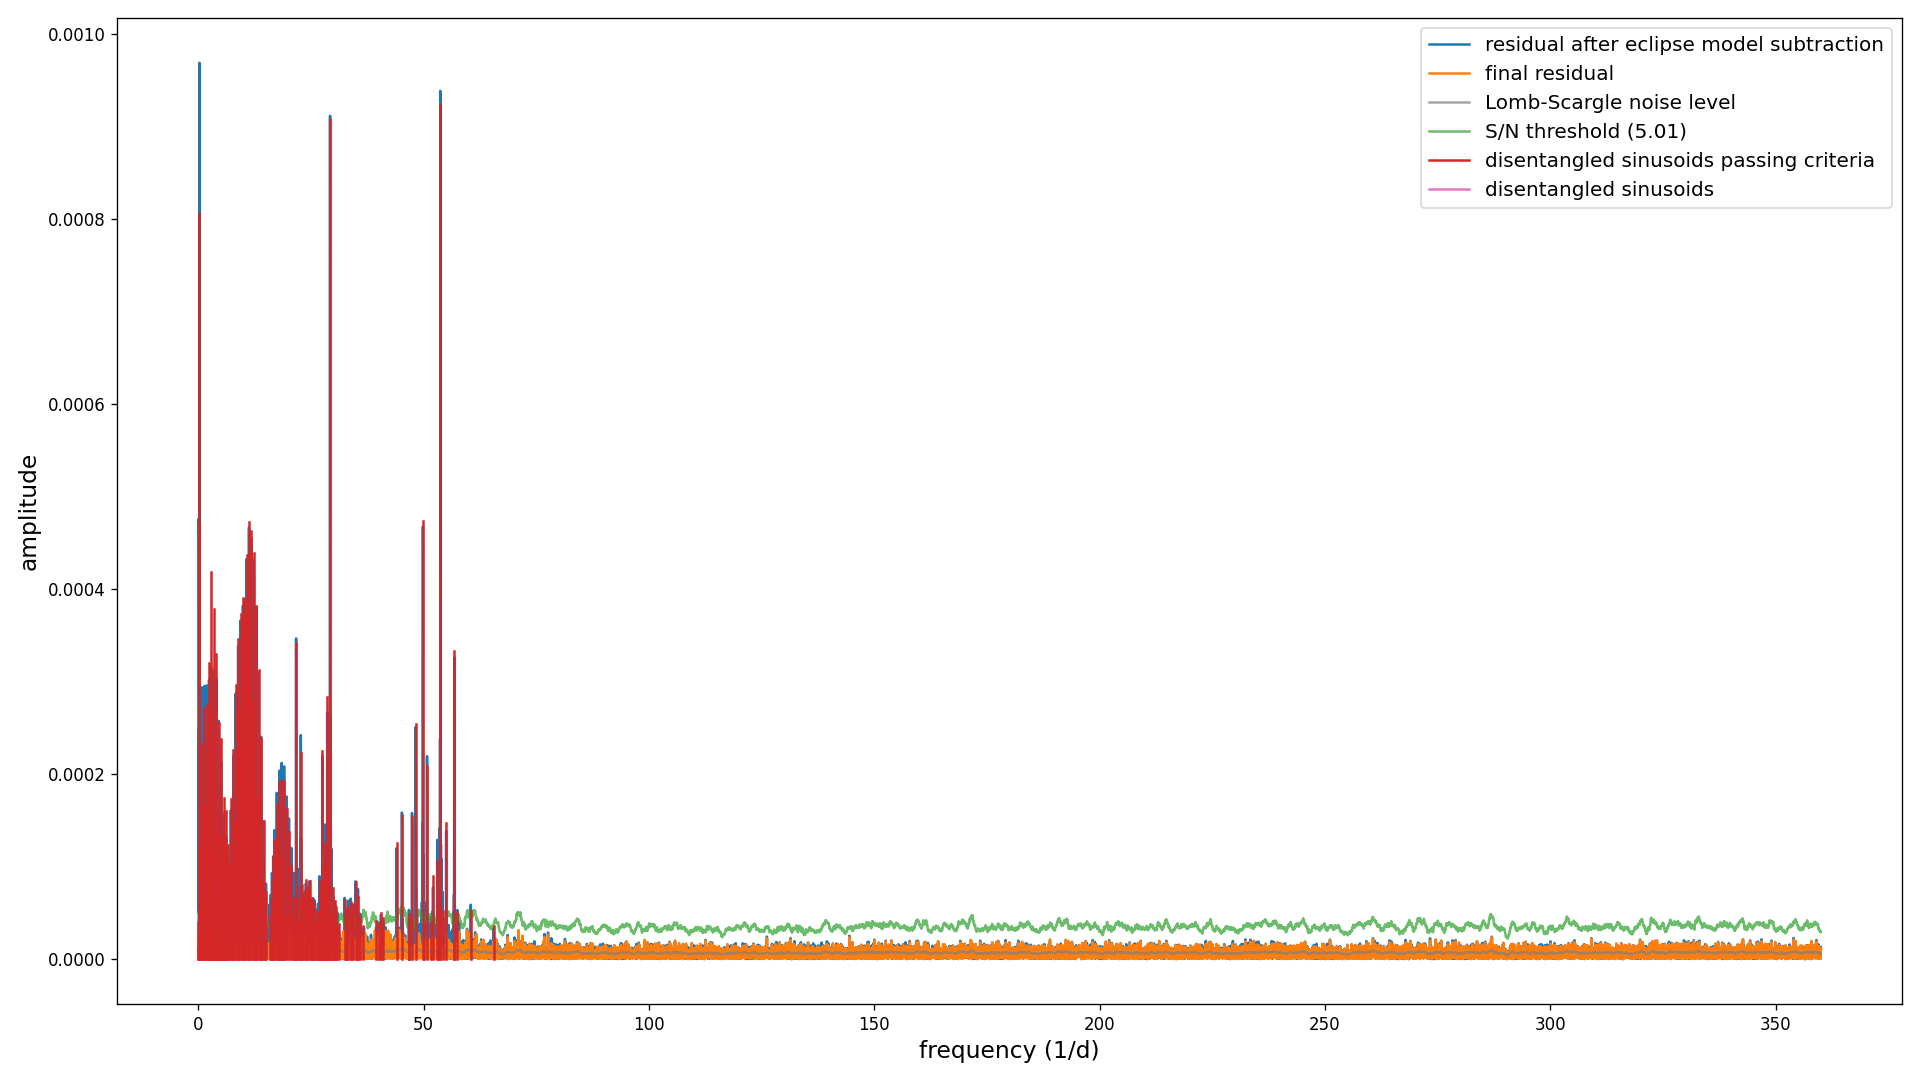 0.0010
0.0008
0.0006
0.0004
0.0002
0.0000
amplitude
residual after eclipse model subtraction
final residual
Lomb-Scargle noise level
S/N threshold (5.01)
disentangled sinusoids passing criteria
disentangled sinusoids
0 50 100 150 200 250 300 350
frequency (1/d)